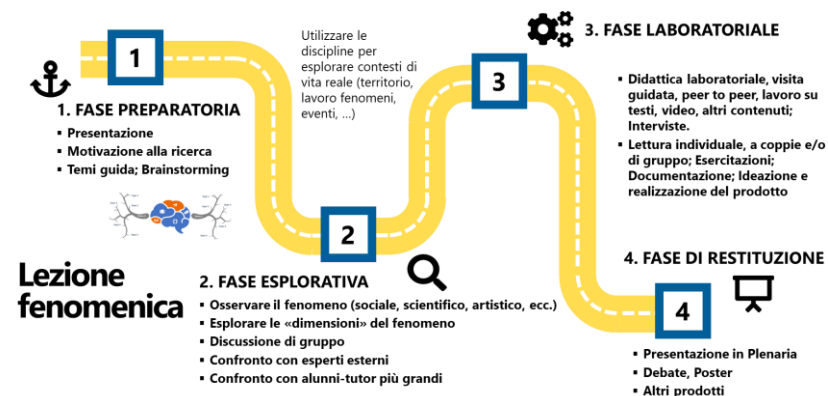 1
1. FASE PREPARATORIA
▪ Presentazione
▪ Motivazione alla ricerca
▪ Temi guida; Brainstorming
Utilizzare le
discipline per
esplorare contesti di
vita reale (territorio,
lavoro fenomeni,
eventi, ...)
Lezione
fenomenica
2
2. FASE ESPLORATIVA
▪ Osservare il fenomeno (sociale, scientifico, artistico, ecc.)
▪ Esplorare le «dimensioni» del fenomeno
▪ Discussione di gruppo
▪ Confronto con esperti esterni
▪ Confronto con alunni-tutor più grandi
3
3. FASE LABORATORIALE
▪ Didattica laboratoriale, visita
guidata, peer to peer, lavoro su
testi, video, altri contenuti;
Interviste.
▪ Lettura individuale, a coppie e/o
di gruppo; Esercitazioni;
Documentazione; Ideazione e
realizzazione del prodotto
4. FASE DI RESTITUZIONE
4
▪ Presentazione in Plenaria
▪ Debate, Poster
▪ Altri prodotti